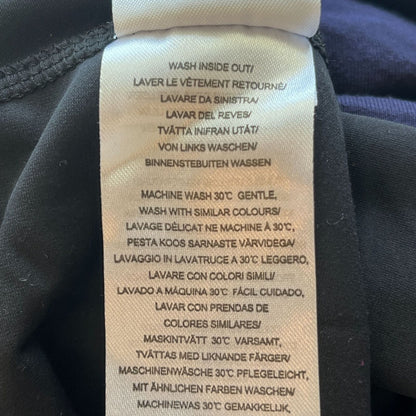 WASH INSIDE OUT/
LAVER LE VÊTEMENT RETOURNÉ/
LAVARE DA SINISTRA/
LAVAR DEL REVES/
TVÄTTA INIFRAN UTÅT/
VON LINKS WASCHEN/
BINNENSTEBUITEN WASSEN
MACHINE WASH 30℃ GENTLE,
WASH WITH SIMILAR COLOURS/
LAVAGE DÉLICAT NE MACHINE À 30℃,
PESTA KOOS SARNASTE VÄRVIDEGA/
LAVAGGIO IN LAVATRUCE A 30℃ LEGGERO,
LAVARE CON COLORI SIMILI/
LAVADO A MÁQUINA 30℃ FÁCIL CUIDADO,
LAVAR CON PRENDAS DE
COLORES SIMILARES/
MASKINTVÄTT 30℃ VARSAMT,
TVÄTTAS MED LIKNANDE FÄRGER/
MASCHINENWÄSCHE 30℃ PFLEGELEICHT,
MIT ÄHNLICHEN FARBEN WASCHEN/
MACHINEWAS 30℃ GEMAKKELIJK,